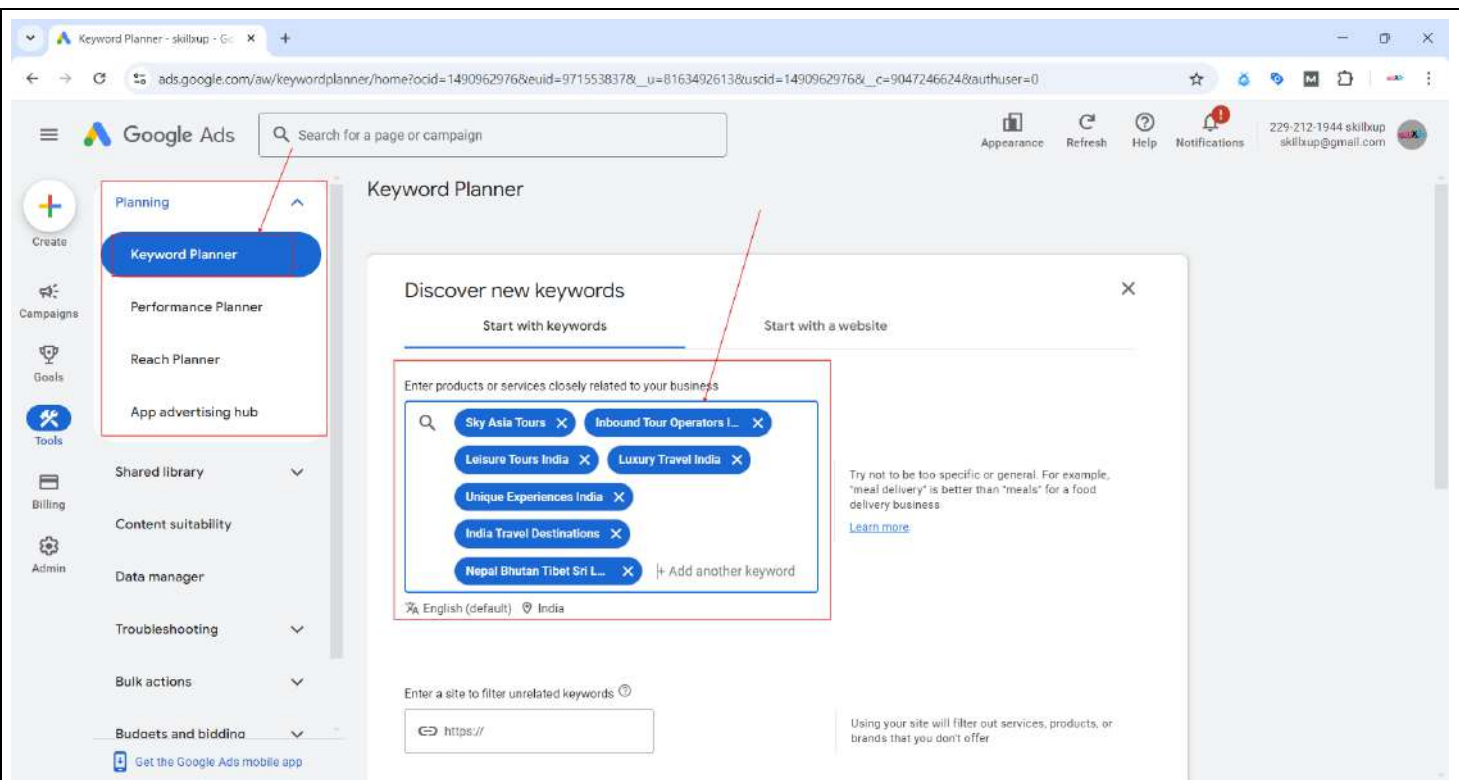 Keyword Planner - skillxup - Go
ads.google.com/aw/keywordplanner/home?ocid=1490962976&euid=971553837&__u=8163492613&uscid=1490962976&__c=9047246624&authuser=0
Google Ads
Search for a page or campaign
Appearance
Refresh
Help
Notifications
229-212-1944 skillxup
skillxup@gmail.com
Create
Campaigns
Goals
Tools
Billing
Admin
Planning
Keyword Planner
Performance Planner
Reach Planner
App advertising hub
Shared library
Content suitability
Data manager
Troubleshooting
Bulk actions
Budgets and bidding
Get the Google Ads mobile app
Keyword Planner
Discover new keywords
Start with keywords
Start with a website
Enter products or services closely related to your business
Sky Asia Tours
Inbound Tour Operators I...
Leisure Tours India
Luxury Travel India
Unique Experiences India
India Travel Destinations
Nepal Bhutan Tibet Sri L...
+ Add another keyword
English (default)
India
Try not to be too specific or general. For example,
"meal delivery" is better than "meals" for a food
delivery business
Learn more
Enter a site to filter unrelated keywords
https://
Using your site will filter out services, products, or
brands that you don't offer